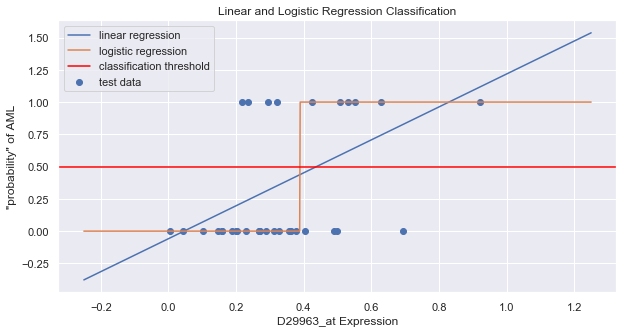 Linear and Logistic Regression Classification
linear regression
logistic regression
classification threshold
test data
"probability" of AML
1.50
1.25
1.00
0.75
0.50
0.25
0.00
−0.25
−0.2 0.0 0.2 0.4 0.6 0.8 1.0 1.2
D29963_at Expression